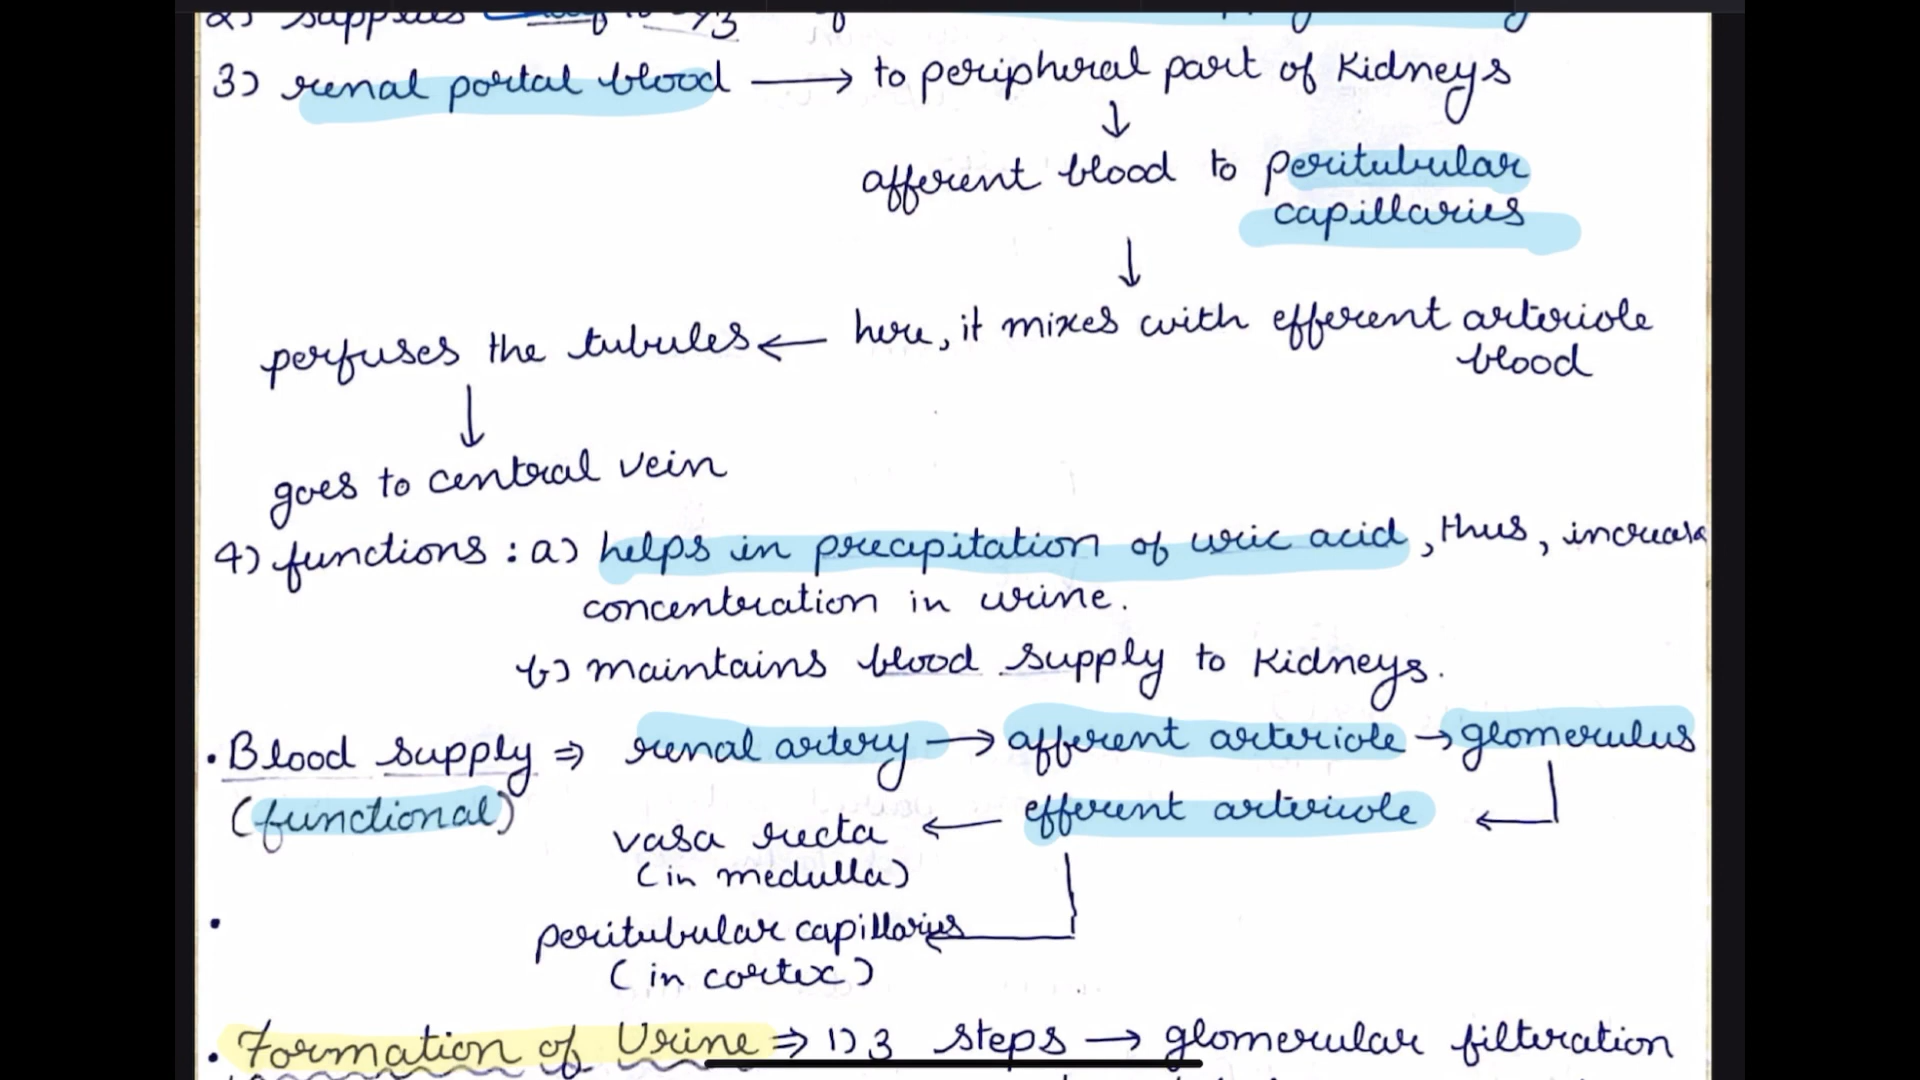 2) supplies
3) renal portal blood → to peripheral part of Kidneys
↓
afferent blood to peritubular
capillaries
↓
perfuses the tubules ← here, it mixes with efferent arteriole
blood
↓
goes to central vein
4) functions : a) helps in precipitation of uric acid, thus, increase
concentration in urine.
b) maintains blood supply to Kidneys.
• Blood supply ⇒ renal artery → afferent arteriole → glomerulus
(functional) vasa recta ← efferent arteriole ←
(in medulla)
•
peritubular capillaries ←
(in cortex)
• Formation of Urine ⇒ 1) 3 steps → glomerular filteration